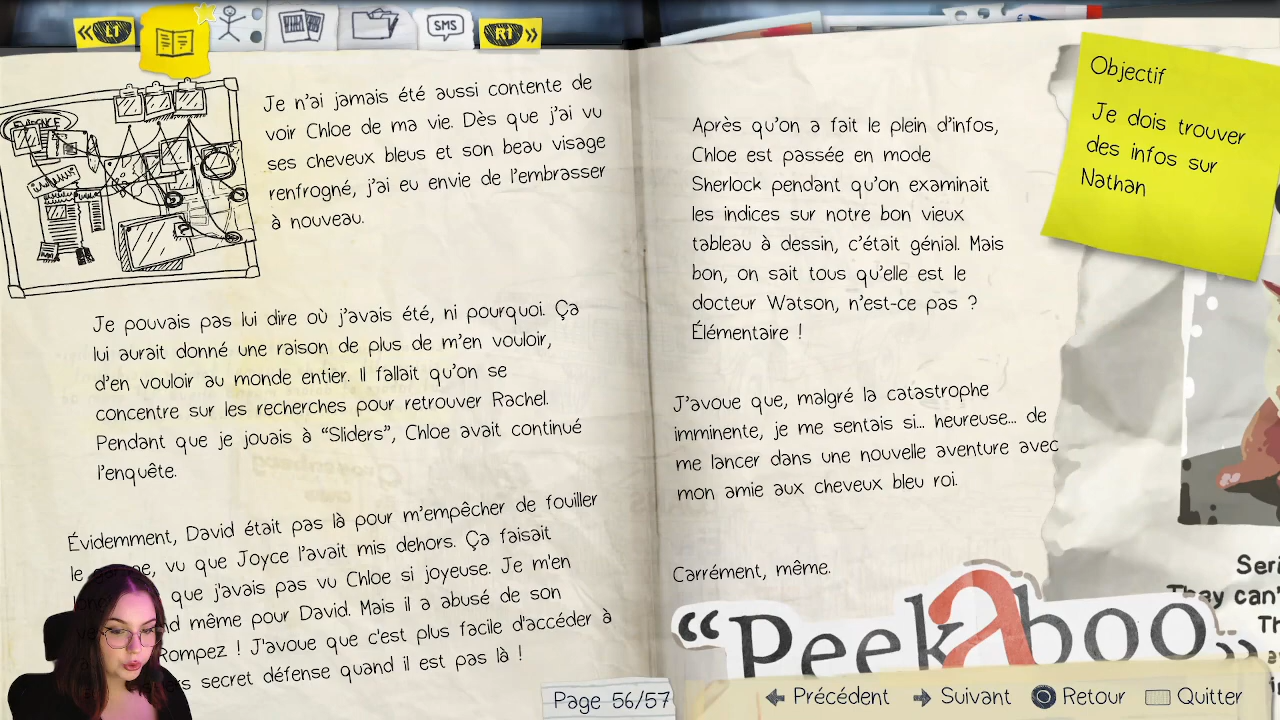 L1
SMS
R1
EVIDENCE
Je n'ai jamais été aussi contente de
voir Chloe de ma vie. Dès que j'ai vu
ses cheveux bleus et son beau visage
renfrogné, j'ai eu envie de l'embrasser
à nouveau.
Je pouvais pas lui dire où j'avais été, ni pourquoi. Ça
lui aurait donné une raison de plus de m'en vouloir,
d'en vouloir au monde entier. Il fallait qu'on se
concentre sur les recherches pour retrouver Rachel.
Pendant que je jouais à "Sliders", Chloe avait continué
l'enquête.
Évidemment, David était pas là pour m'empêcher de fouiller
le, vu que Joyce l'avait mis dehors. Ça faisait
que j'avais pas vu Chloe si joyeuse. Je m'en
même pour David. Mais il a abusé de son
Rompez ! J'avoue que c'est plus facile d'accéder à
secret défense quand il est pas là !
Après qu'on a fait le plein d'infos,
Chloe est passée en mode
Sherlock pendant qu'on examinait
les indices sur notre bon vieux
tableau à dessin, c'était génial. Mais
bon, on sait tous qu'elle est le
docteur Watson, n'est-ce pas ?
Élémentaire !
J'avoue que, malgré la catastrophe
imminente, je me sentais si... heureuse... de
me lancer dans une nouvelle aventure avec
mon amie aux cheveux bleu roi.
Carrément, même.
Objectif
Je dois trouver
des infos sur
Nathan
"Peekaboo"
Seri
They can'
Th
Page 56/57
Précédent
Suivant
Retour
Quitter